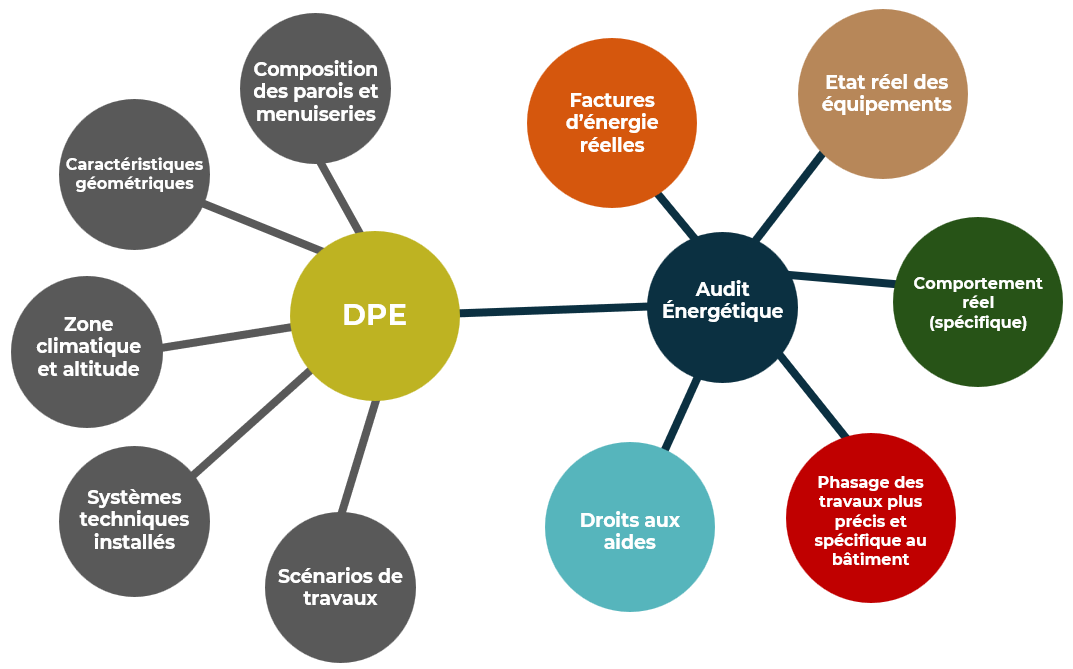 Composition
des parois et
menuiseries
Caractéristiques
géométriques
Zone
climatique
et altitude
Systèmes
techniques
installés
Scénarios de
travaux
DPE
Factures
d’énergie
réelles
Etat réel des
équipements
Audit
Énergétique
Comportement
réel
(spécifique)
Phasage des
travaux plus
précis et
spécifique au
bâtiment
Droits aux
aides